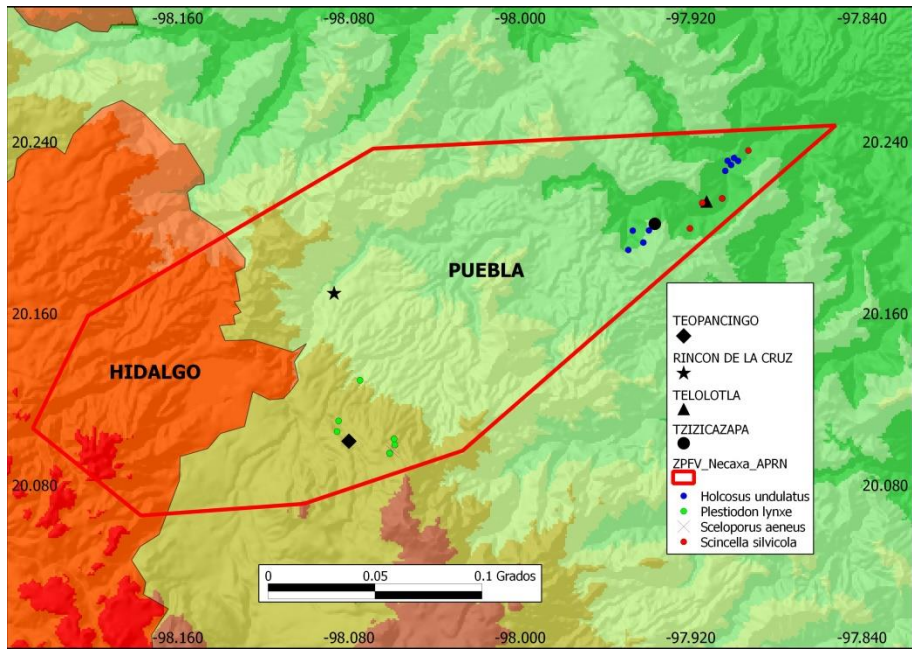 -98.160 -98.080 -98.000 -97.920 -97.840
20.240 20.240
PUEBLA
20.160 20.160
HIDALGO
20.080 20.080
TEOPANCINGO
RINCON DE LA CRUZ
TELOLOTLA
TZIZICAZAPA
ZPFV_Necaxa_APRN
Holcosus undulatus
Plestiodon lynxe
Sceloporus aeneus
Scincella silvicola
0 0.05 0.1 Grados
-98.160 -98.080 -98.000 -97.920 -97.840